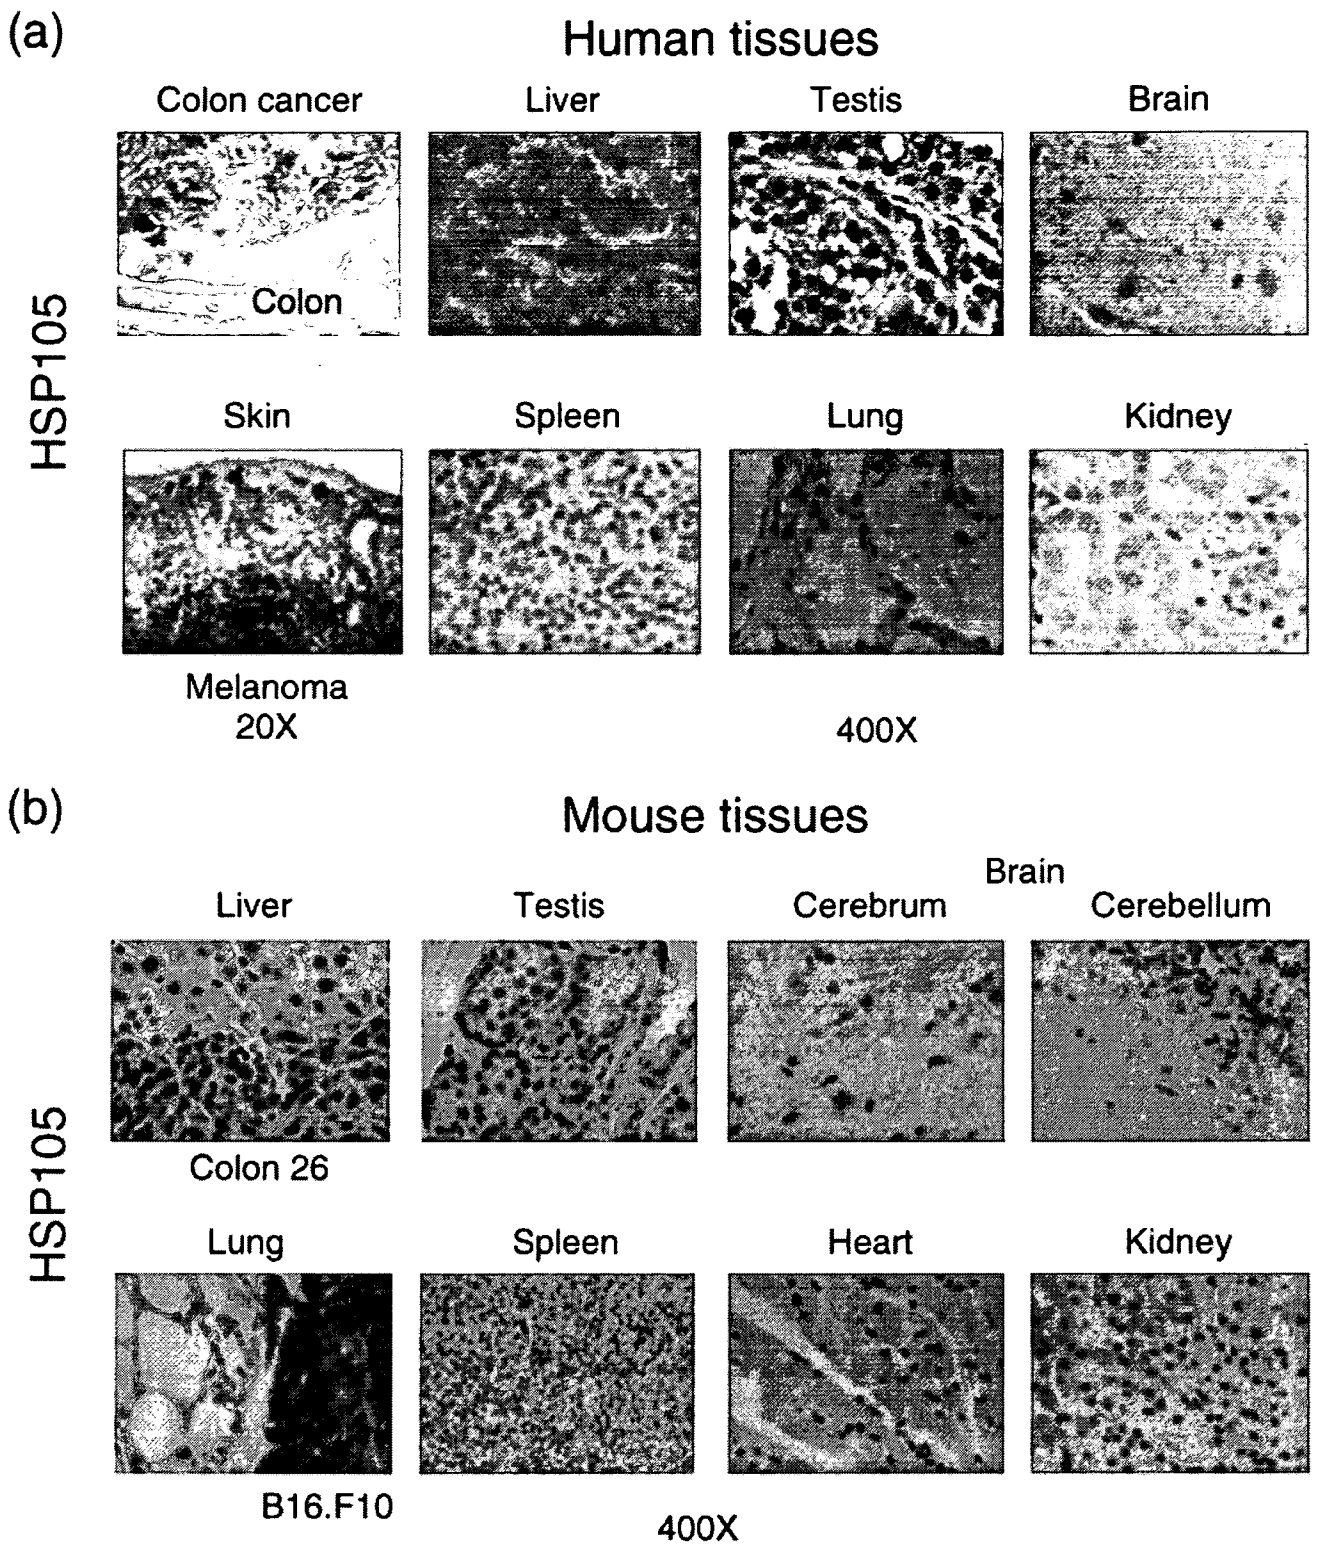 (a)
Human tissues
Colon cancer
Liver
Testis
Brain
Colon
HSP105
Skin
Spleen
Lung
Kidney
Melanoma
20X
400X
(b)
Mouse tissues
Brain
Liver
Testis
Cerebrum
Cerebellum
Colon 26
HSP105
Lung
Spleen
Heart
Kidney
B16.F10
400X